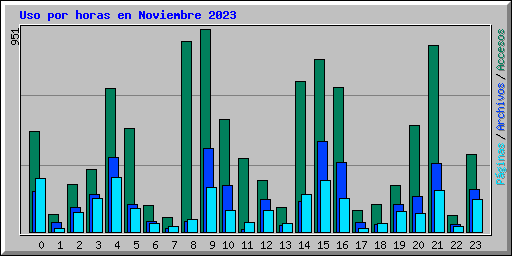 Uso por horas en Noviembre 2023
951
Páginas / Archivos / Accesos
0 1 2 3 4 5 6 7 8 9 10 11 12 13 14 15 16 17 18 19 20 21 22 23